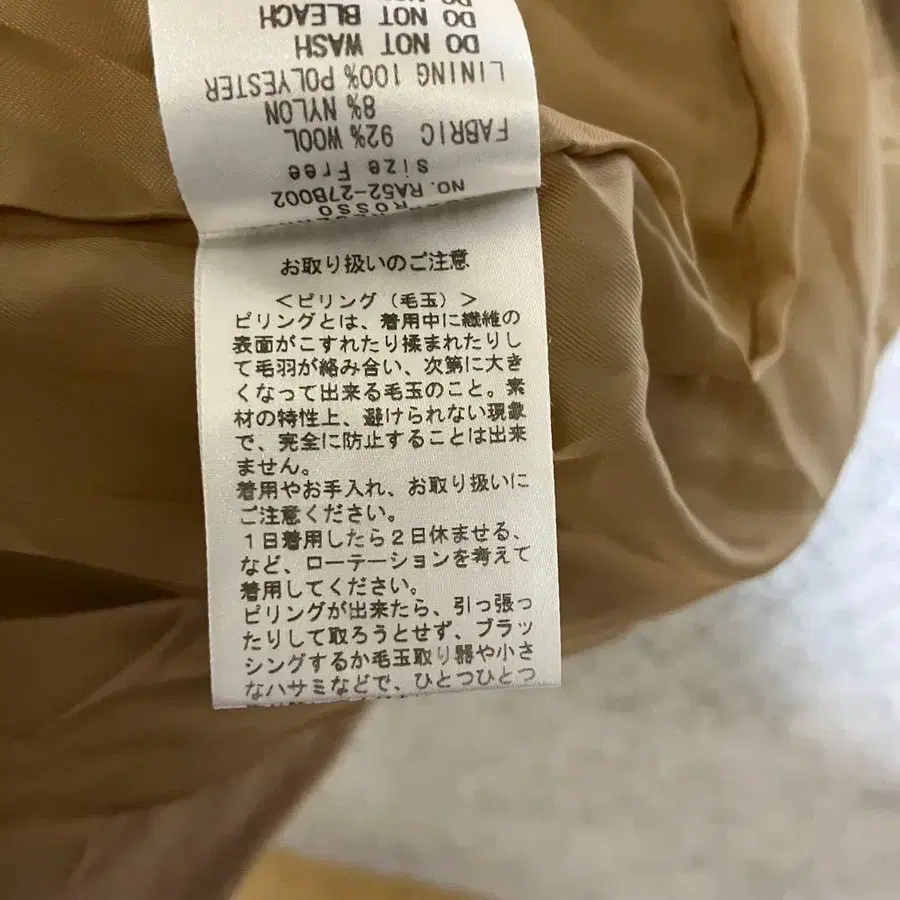 ROSSO
NO. RA52-27B002
Size Free
FABRIC 92% WOOL
8% NYLON
LINING 100% POLYESTER
DO NOT WASH
DO NOT BLEACH
お取り扱いのご注意
＜ピリング（毛玉）＞
ピリングとは、着用中に繊維の
表面がこすれたり揉まれたりし
て毛羽が絡み合い、次第に大き
くなって出来る毛玉のこと。素
材の特性上、避けられない現象
で、完全に防止することは出来
ません。
着用やお手入れ、お取り扱いに
ご注意ください。
１日着用したら２日休ませる、
など、ローテーションを考えて
着用してください。
ピリングが出来たら、引っ張っ
たりして取ろうとせず、ブラッ
シングするか毛玉取り器や小さ
なハサミなどで、ひとつひとつ